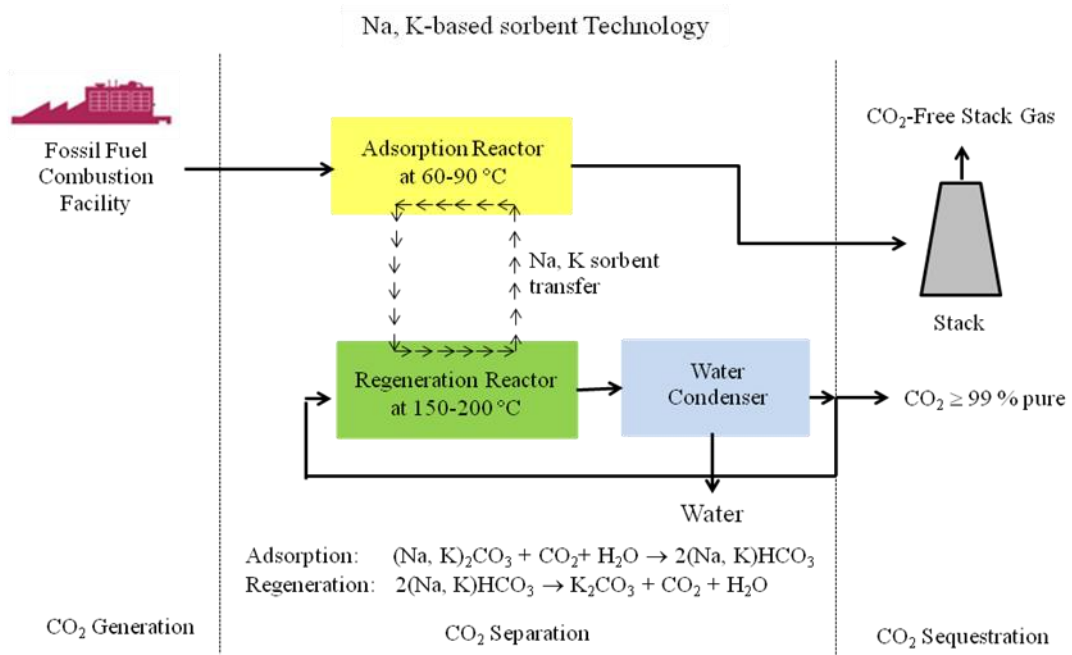 Na, K-based sorbent Technology
Fossil Fuel
Combustion
Facility
Adsorption Reactor
at 60-90 °C
CO₂-Free Stack Gas
Na, K sorbent
transfer
Stack
Regeneration Reactor
at 150-200 °C
Water
Condenser
CO₂ ≥ 99 % pure
Water
Adsorption: (Na, K)₂CO₃ + CO₂+ H₂O → 2(Na, K)HCO₃
Regeneration: 2(Na, K)HCO₃ → K₂CO₃ + CO₂ + H₂O
CO₂ Generation
CO₂ Separation
CO₂ Sequestration